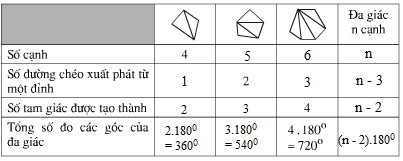 Đa giác
n cạnh
Số cạnh 4 5 6 n
Số đường chéo xuất phát từ
một đỉnh 1 2 3 n - 3
Số tam giác được tạo thành 2 3 4 n - 2
Tổng số đo các góc của
đa giác 2.180⁰ 3.180⁰ 4.180⁰ (n - 2).180⁰
= 360⁰ = 540⁰ = 720⁰